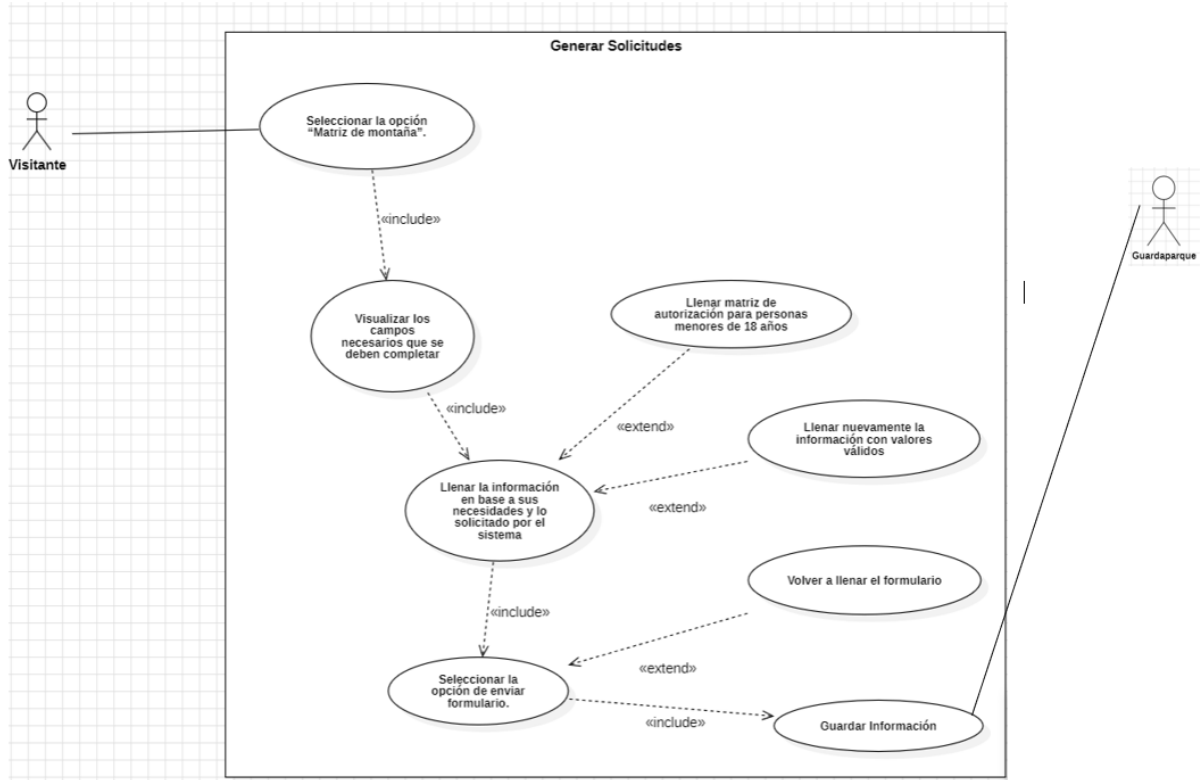 Generar Solicitudes
Seleccionar la opción
“Matriz de montaña”.
Visitante
«include»
Guardaparque
Visualizar los
campos
necesarios que se
deben completar
Llenar matriz de
autorización para personas
menores de 18 años
«include»
«extend»
Llenar nuevamente la
información con valores
válidos
Llenar la información
en base a sus
necesidades y lo
solicitado por el
sistema
«extend»
Volver a llenar el formulario
«include»
«extend»
Seleccionar la
opción de enviar
formulario.
«include»
Guardar Información